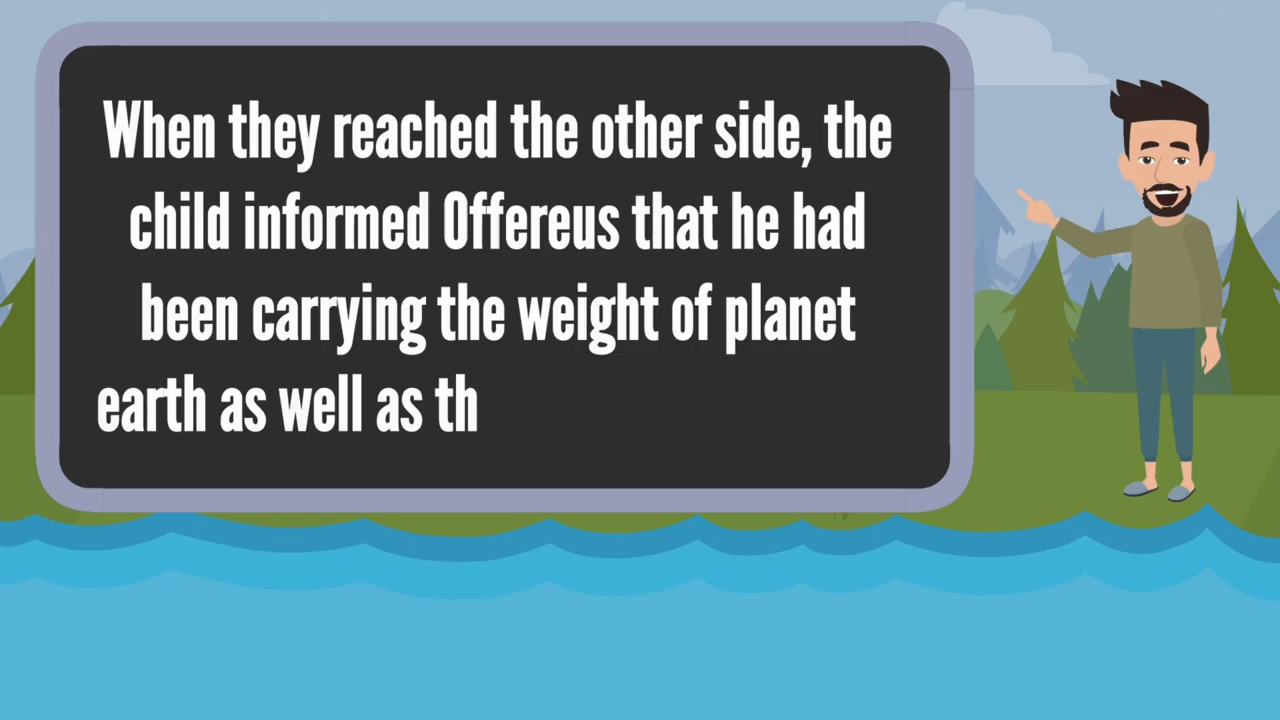 When they reached the other side, the
child informed Offereus that he had
been carrying the weight of planet
earth as well as th